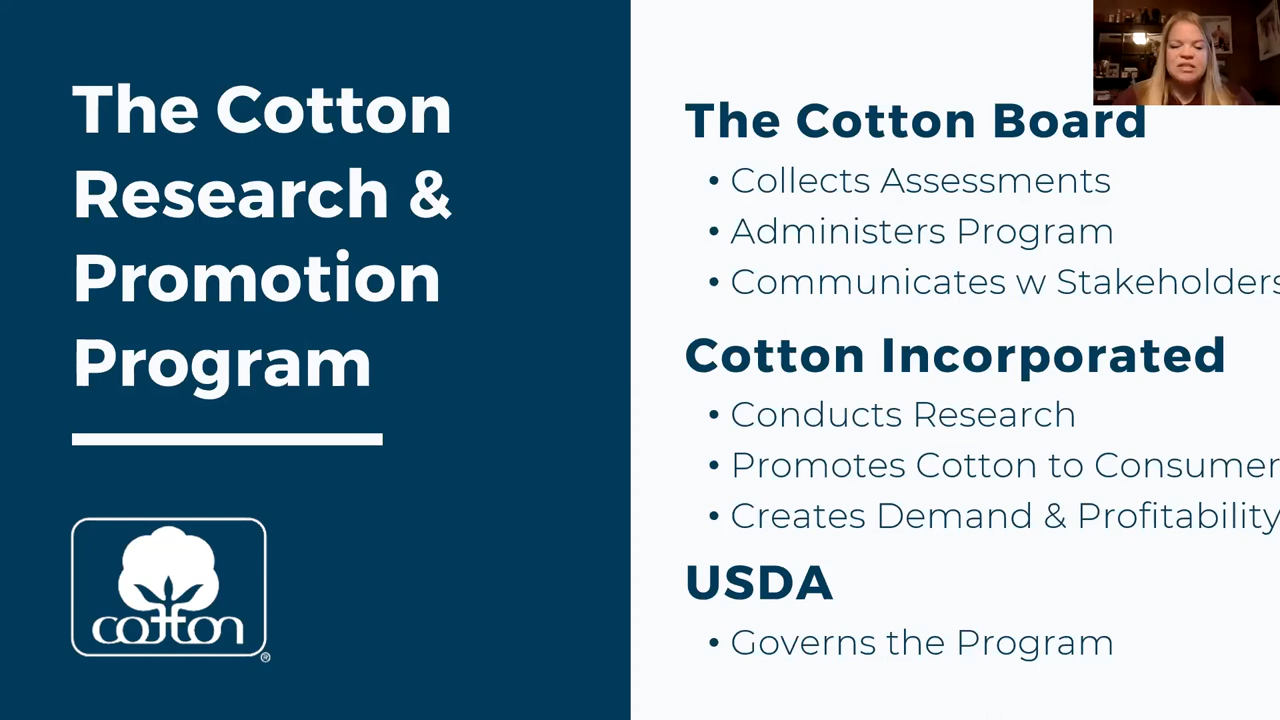 The Cotton
Research &
Promotion
Program
cotton
®
The Cotton Board
• Collects Assessments
• Administers Program
• Communicates w Stakeholders
Cotton Incorporated
• Conducts Research
• Promotes Cotton to Consumer
• Creates Demand & Profitability
USDA
• Governs the Program